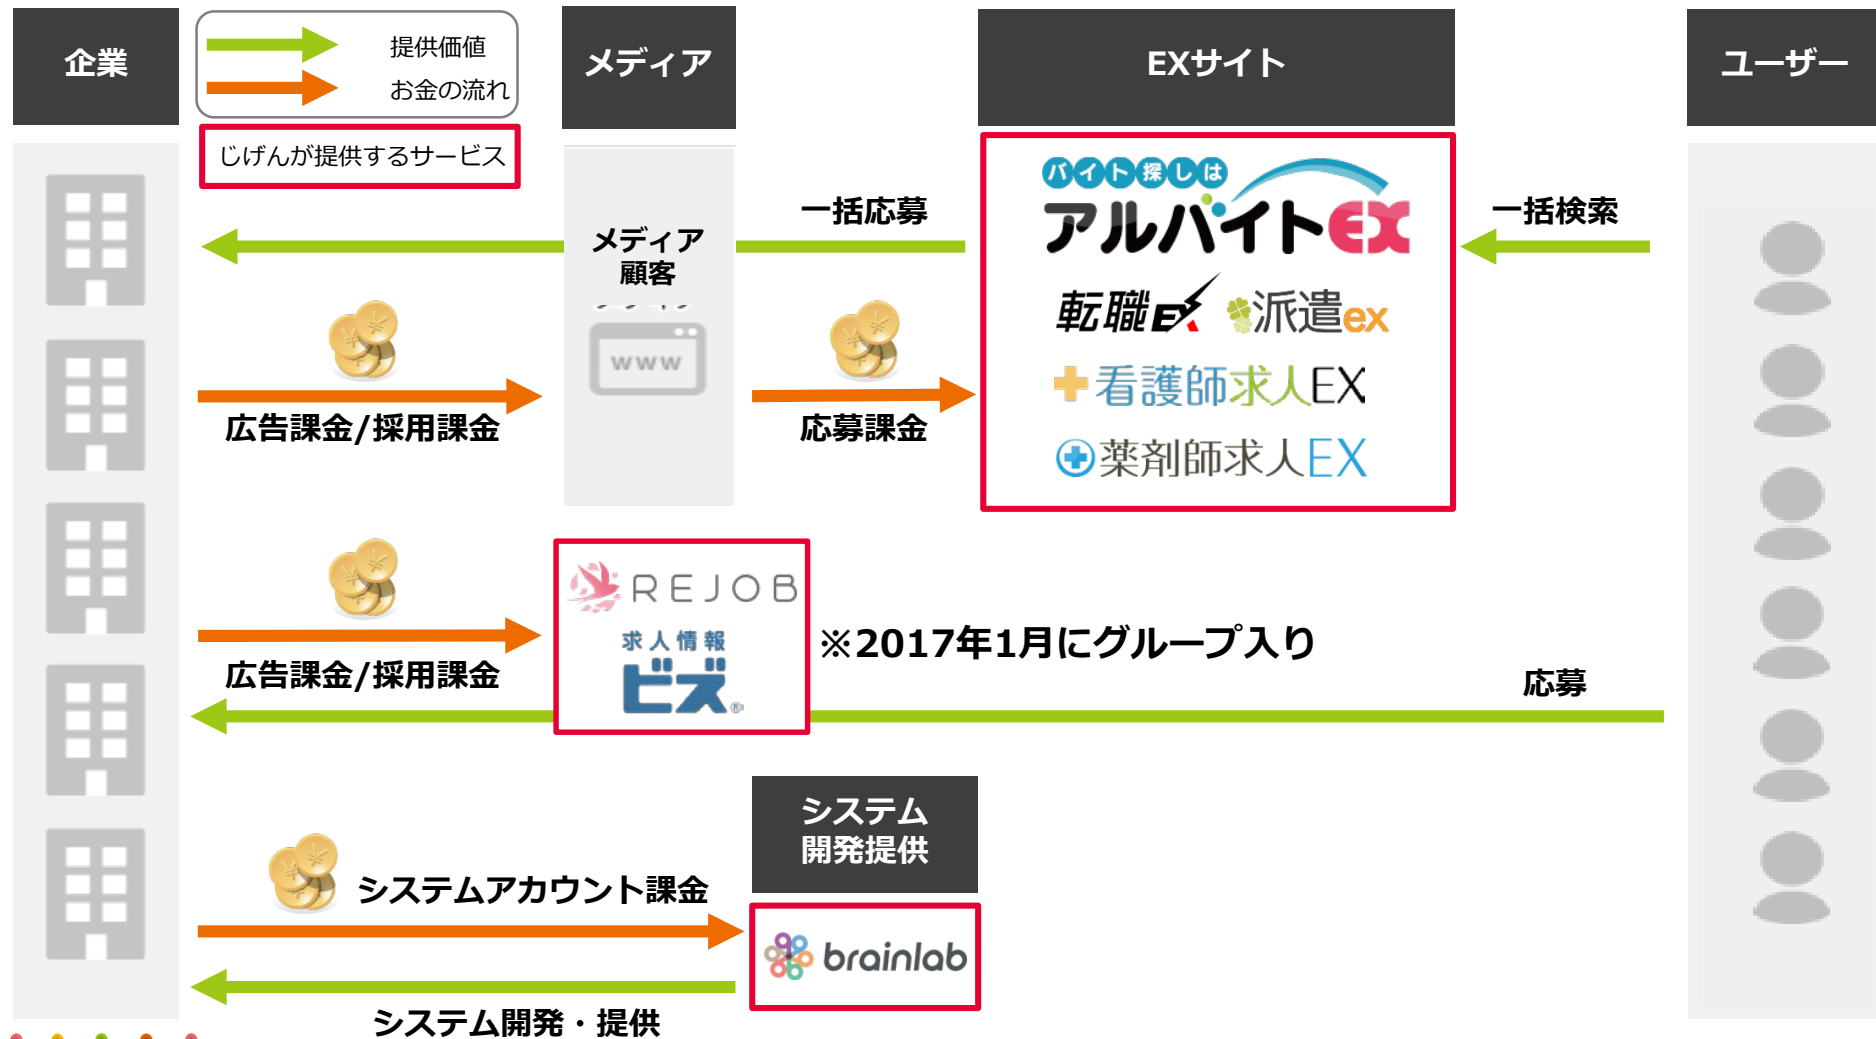 企業
提供価値
お金の流れ
じげんが提供するサービス
メディア
EXサイト
ユーザー
一括応募
メディア
顧客
www
バイト探しは
アルバイトEX
転職EX
派遣ex
看護師求人EX
薬剤師求人EX
一括検索
広告課金/採用課金
応募課金
REJOB
求人情報
ビズ®
※2017年1月にグループ入り
広告課金/採用課金
応募
システム
開発提供
システムアカウント課金
brainlab
システム開発・提供